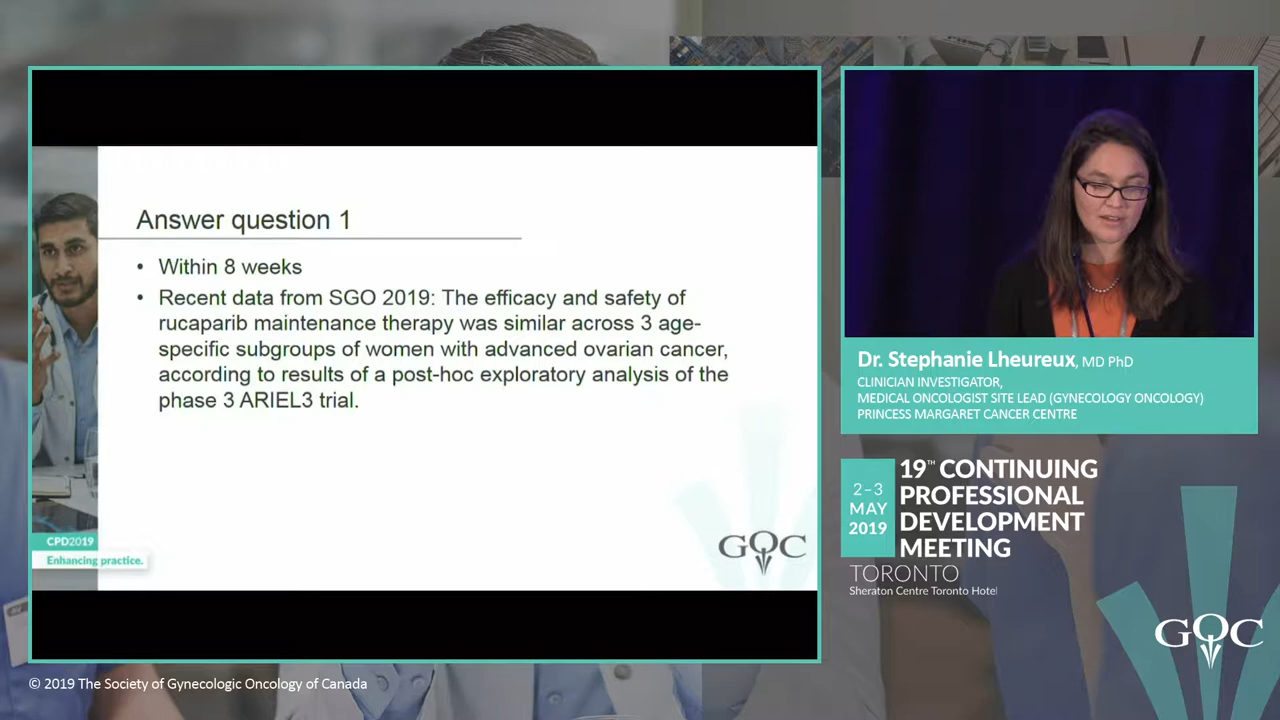 Answer question 1
• Within 8 weeks
• Recent data from SGO 2019: The efficacy and safety of
rucaparib maintenance therapy was similar across 3 age-
specific subgroups of women with advanced ovarian cancer,
according to results of a post-hoc exploratory analysis of the
phase 3 ARIEL3 trial.
CPD2019
Enhancing practice.
GOC
Dr. Stephanie Lheureux, MD PhD
CLINICIAN INVESTIGATOR,
MEDICAL ONCOLOGIST SITE LEAD (GYNECOLOGY ONCOLOGY)
PRINCESS MARGARET CANCER CENTRE
2–3
MAY
2019
19TH CONTINUING
PROFESSIONAL
DEVELOPMENT
MEETING
TORONTO
Sheraton Centre Toronto Hotel
GOC
© 2019 The Society of Gynecologic Oncology of Canada